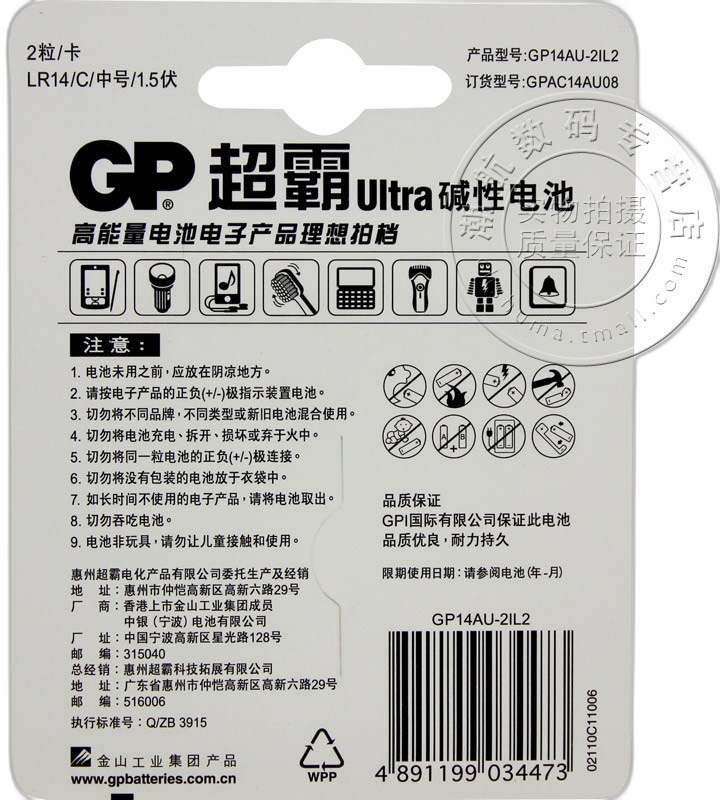 2粒/卡
LR14/C/中号/1.5伏
产品型号:GP14AU-2IL2
订货型号:GPAC14AU08
GP® 超霸 Ultra 碱性电池
高能量电池电子产品理想拍档
注意:
1. 电池未用之前,应放在阴凉地方。
2. 请按电子产品的正负(+/-)极指示装置电池。
3. 切勿将不同品牌,不同类型或新旧电池混合使用。
4. 切勿将电池充电、拆开、损坏或弃于火中。
5. 切勿将同一粒电池的正负(+/-)极连接。
6. 切勿将没有包装的电池放于衣袋中。
7. 如长时间不使用的电子产品,请将电池取出。
8. 切勿吞吃电池。
9. 电池非玩具,请勿让儿童接触和使用。
A + B
品质保证
GPI国际有限公司保证此电池
品质优良,耐力持久
限期使用日期:请参阅电池(年-月)
惠州超霸电化产品有限公司委托生产及经销
地 址:惠州市仲恺高新区高新六路29号
厂 商:香港上市金山工业集团成员
中银(宁波)电池有限公司
厂 址:中国宁波高新区星光路128号
邮 编:315040
总经销:惠州超霸科技拓展有限公司
地 址:广东省惠州市仲恺高新区高新六路29号
邮 编:516006
执行标准号:Q/ZB 3915
金山工业集团产品
www.gpbatteries.com.cn
WPP
GP14AU-2IL2
4 891199 034473
02110C11006
数码专营店
实物拍摄
质量保证
huma.tmall.com